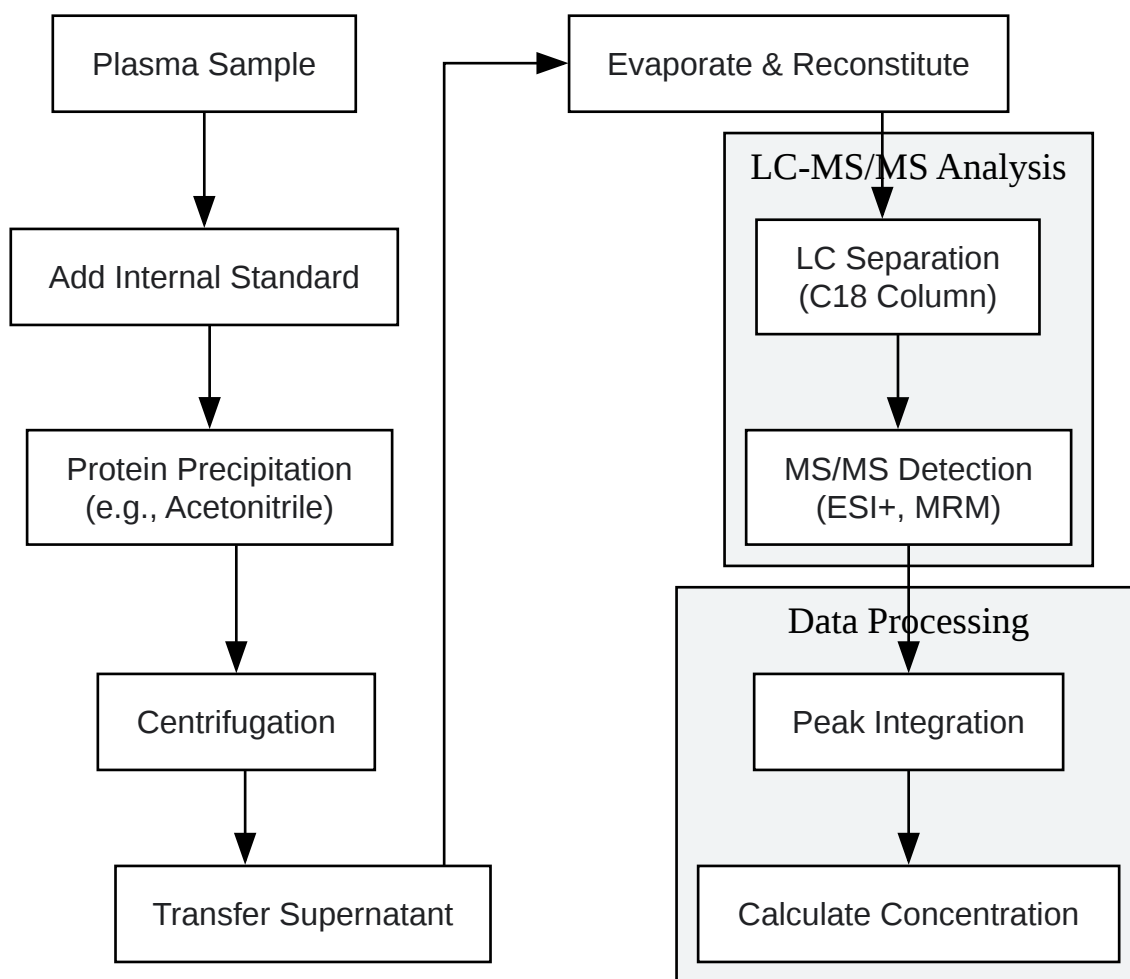 Plasma Sample
Add Internal Standard
Protein Precipitation
(e.g., Acetonitrile)
Centrifugation
Transfer Supernatant
Evaporate & Reconstitute
LC-MS/MS Analysis
LC Separation
(C18 Column)
MS/MS Detection
(ESI+, MRM)
Data Processing
Peak Integration
Calculate Concentration